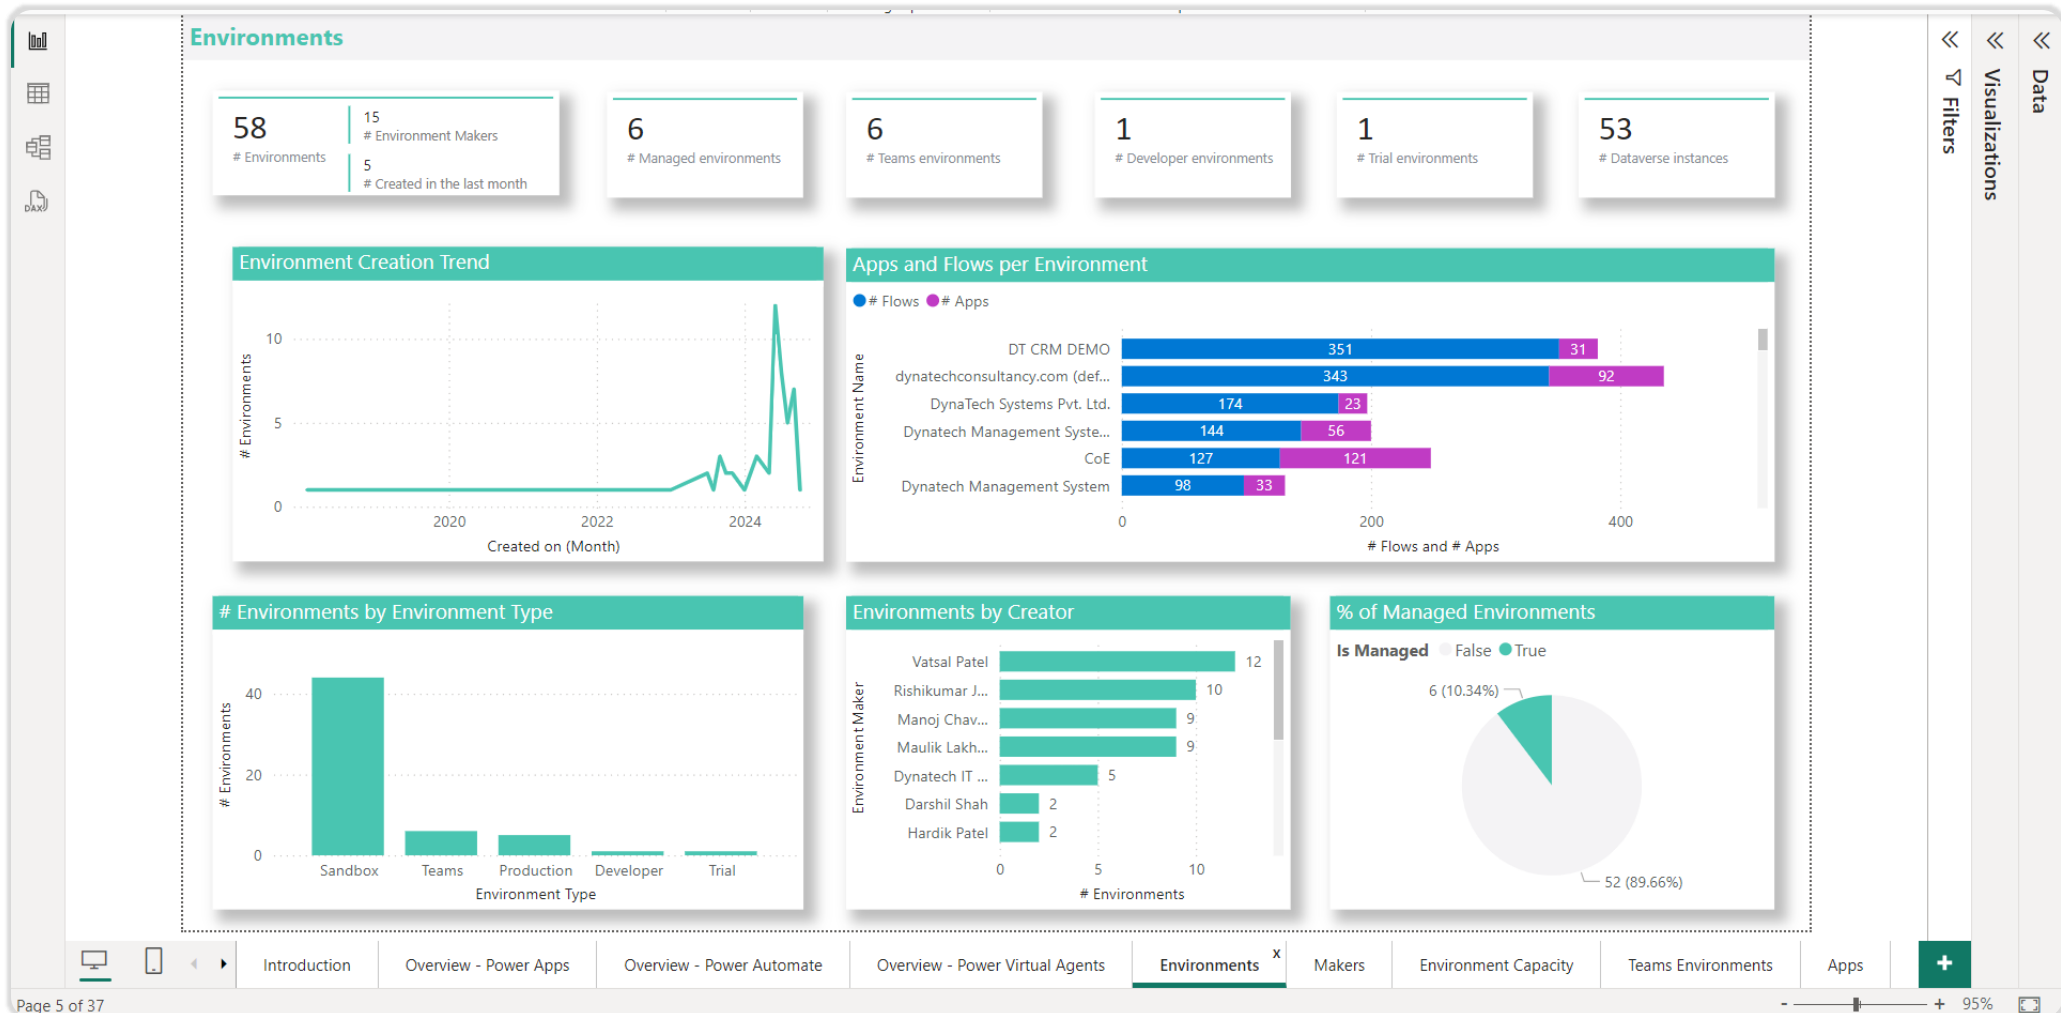 Environments
58
# Environments
15
# Environment Makers
5
# Created in the last month
6
# Managed environments
6
# Teams environments
1
# Developer environments
1
# Trial environments
53
# Dataverse instances
Environment Creation Trend
# Environments
10
5
0
2020
2022
2024
Created on (Month)
Apps and Flows per Environment
# Flows
# Apps
Environment Name
DT CRM DEMO
351
31
dynatechconsultancy.com (def...
343
92
DynaTech Systems Pvt. Ltd.
174
23
Dynatech Management Syste...
144
56
CoE
127
121
Dynatech Management System
98
33
0
200
400
# Flows and # Apps
# Environments by Environment Type
# Environments
40
20
0
Sandbox
Teams
Production
Developer
Trial
Environment Type
Environments by Creator
Environment Maker
Vatsal Patel
12
Rishikumar J...
10
Manoj Chav...
9
Maulik Lakh...
9
Dynatech IT ...
5
Darshil Shah
2
Hardik Patel
2
0
5
10
# Environments
% of Managed Environments
Is Managed
False
True
6 (10.34%)
52 (89.66%)
Filters
Visualizations
Data
DAX
Introduction
Overview - Power Apps
Overview - Power Automate
Overview - Power Virtual Agents
Environments
x
Makers
Environment Capacity
Teams Environments
Apps
+
Page 5 of 37
- + 95%